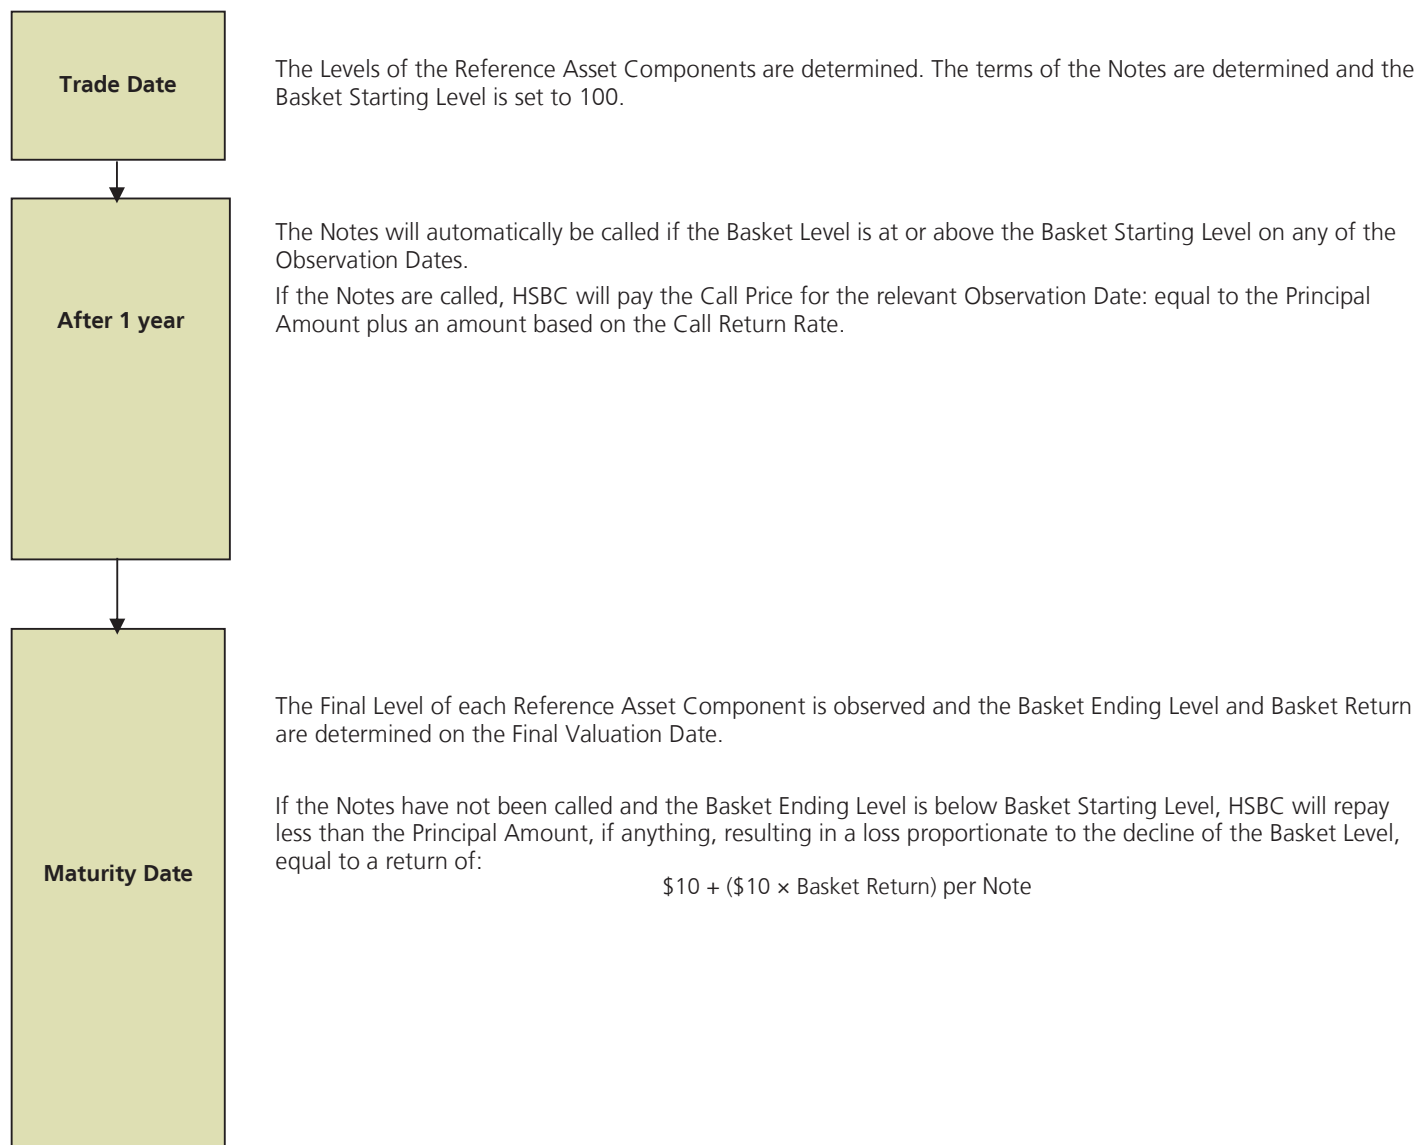 Trade Date
The Levels of the Reference Asset Components are determined. The terms of the Notes are determined and the
Basket Starting Level is set to 100.
After 1 year
The Notes will automatically be called if the Basket Level is at or above the Basket Starting Level on any of the
Observation Dates.
If the Notes are called, HSBC will pay the Call Price for the relevant Observation Date: equal to the Principal
Amount plus an amount based on the Call Return Rate.
Maturity Date
The Final Level of each Reference Asset Component is observed and the Basket Ending Level and Basket Return
are determined on the Final Valuation Date.
If the Notes have not been called and the Basket Ending Level is below Basket Starting Level, HSBC will repay
less than the Principal Amount, if anything, resulting in a loss proportionate to the decline of the Basket Level,
equal to a return of:
$10 + ($10 × Basket Return) per Note